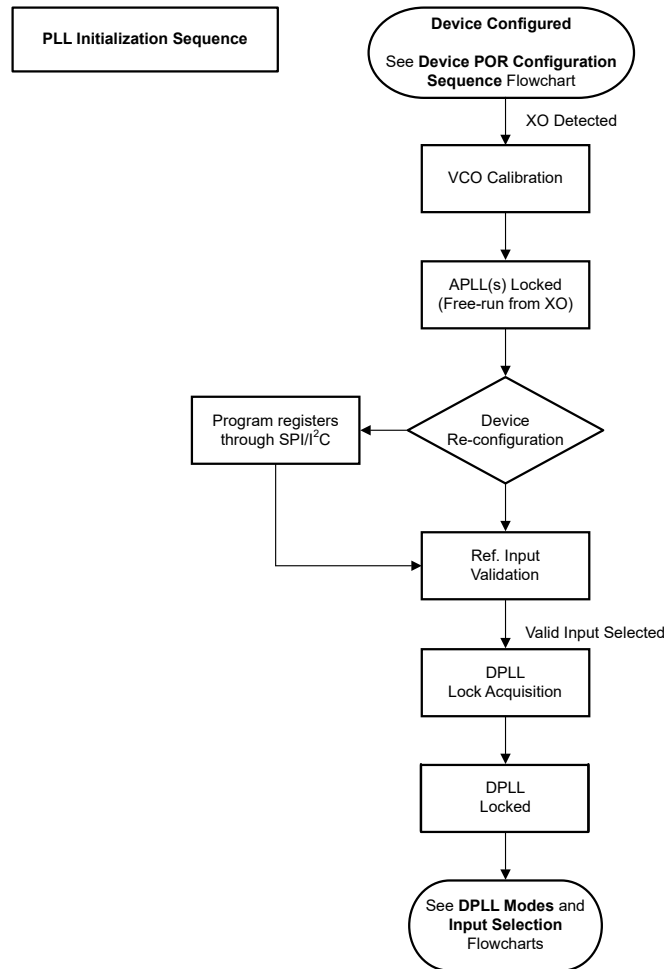 PLL Initialization Sequence
Device Configured
See Device POR Configuration
Sequence Flowchart
XO Detected
VCO Calibration
APLL(s) Locked
(Free-run from XO)
Device
Re-configuration
Program registers
through SPI/I²C
Ref. Input
Validation
Valid Input Selected
DPLL
Lock Acquisition
DPLL
Locked
See DPLL Modes and
Input Selection
Flowcharts